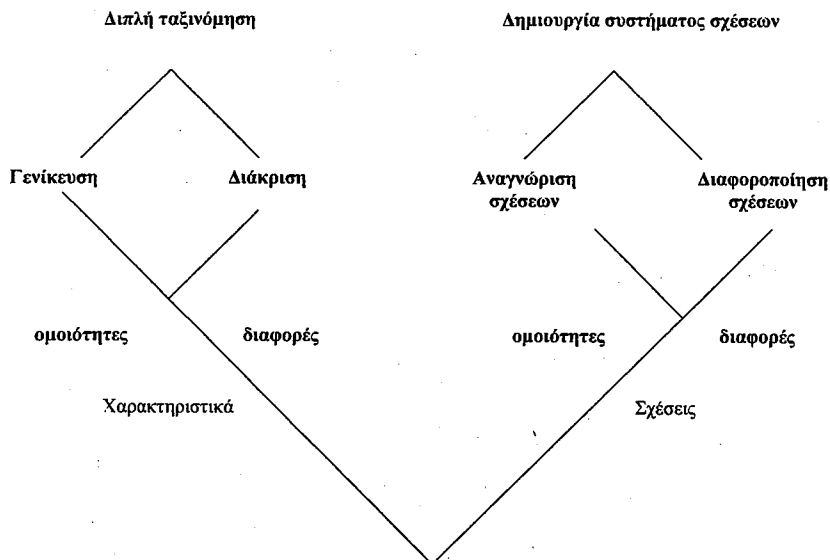 Διπλή ταξινόμηση
Δημιουργία συστήματος σχέσεων
Γενίκευση
Διάκριση
Αναγνώριση
σχέσεων
Διαφοροποίηση
σχέσεων
ομοιότητες
διαφορές
ομοιότητες
διαφορές
Χαρακτηριστικά
Σχέσεις